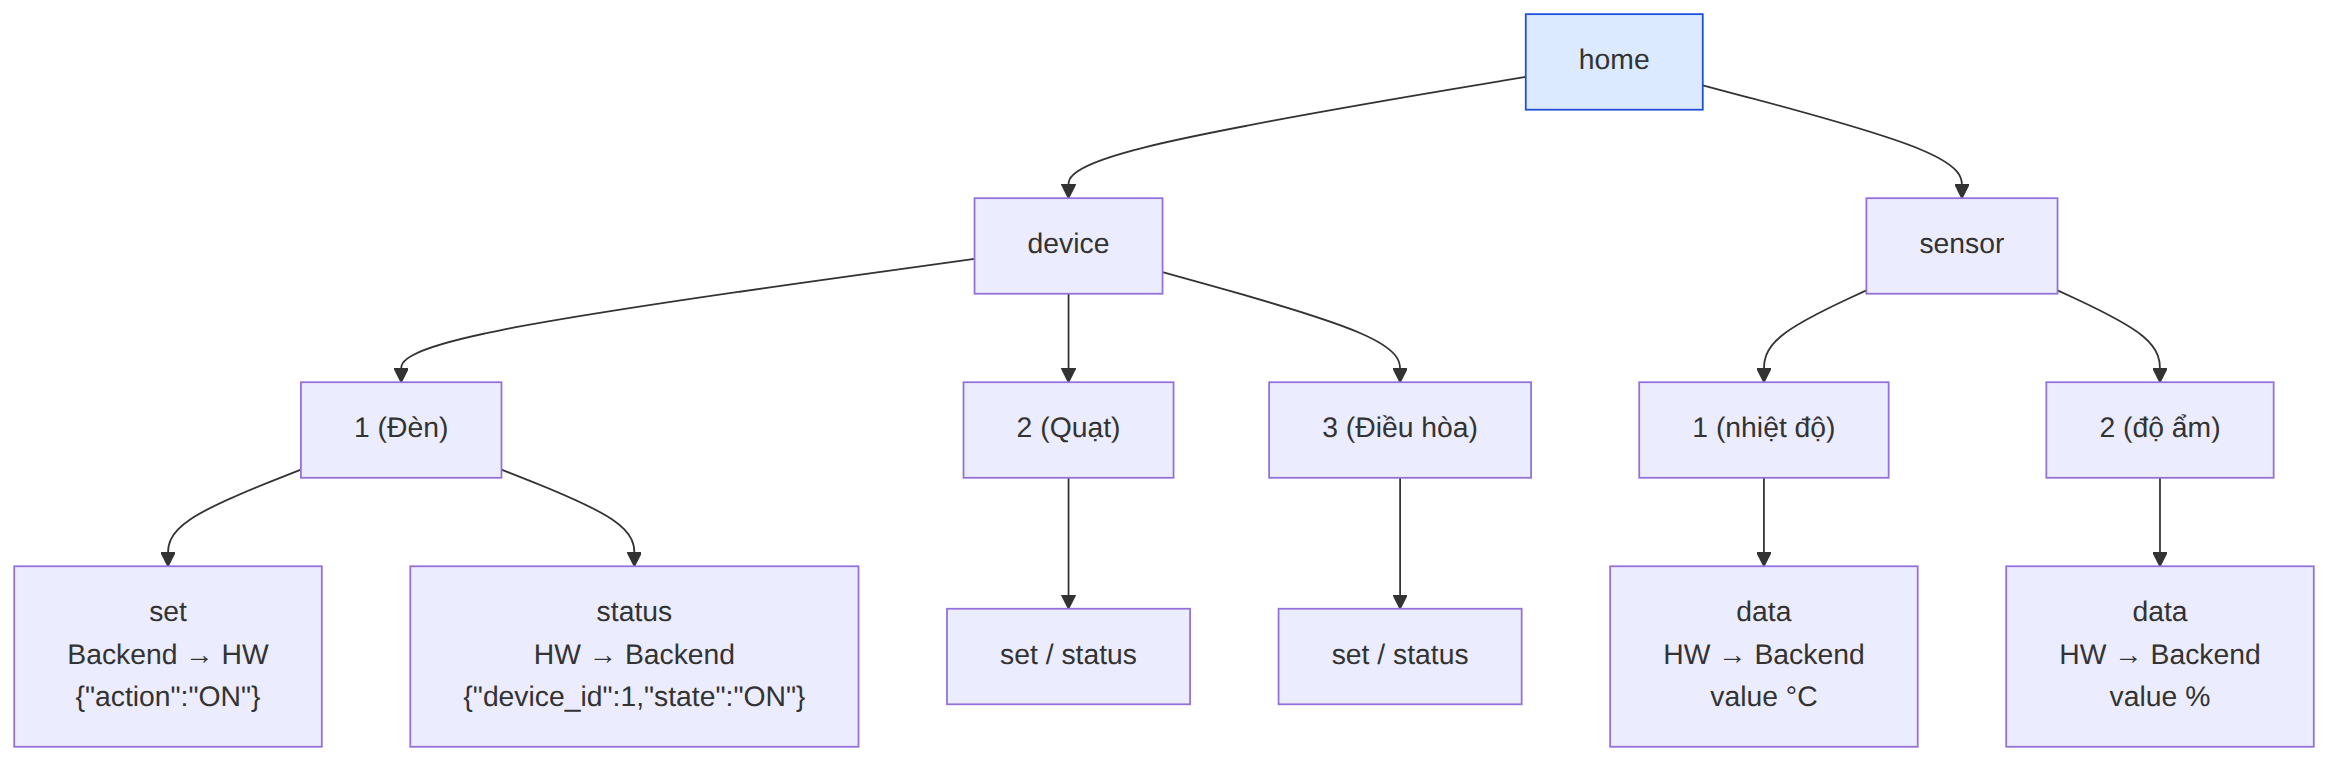 home
device
sensor
1 (Đèn)
2 (Quạt)
3 (Điều hòa)
1 (nhiệt độ)
2 (độ ẩm)
set
Backend → HW
{"action":"ON"}
status
HW → Backend
{"device_id":1,"state":"ON"}
set / status
set / status
data
HW → Backend
value °C
data
HW → Backend
value %